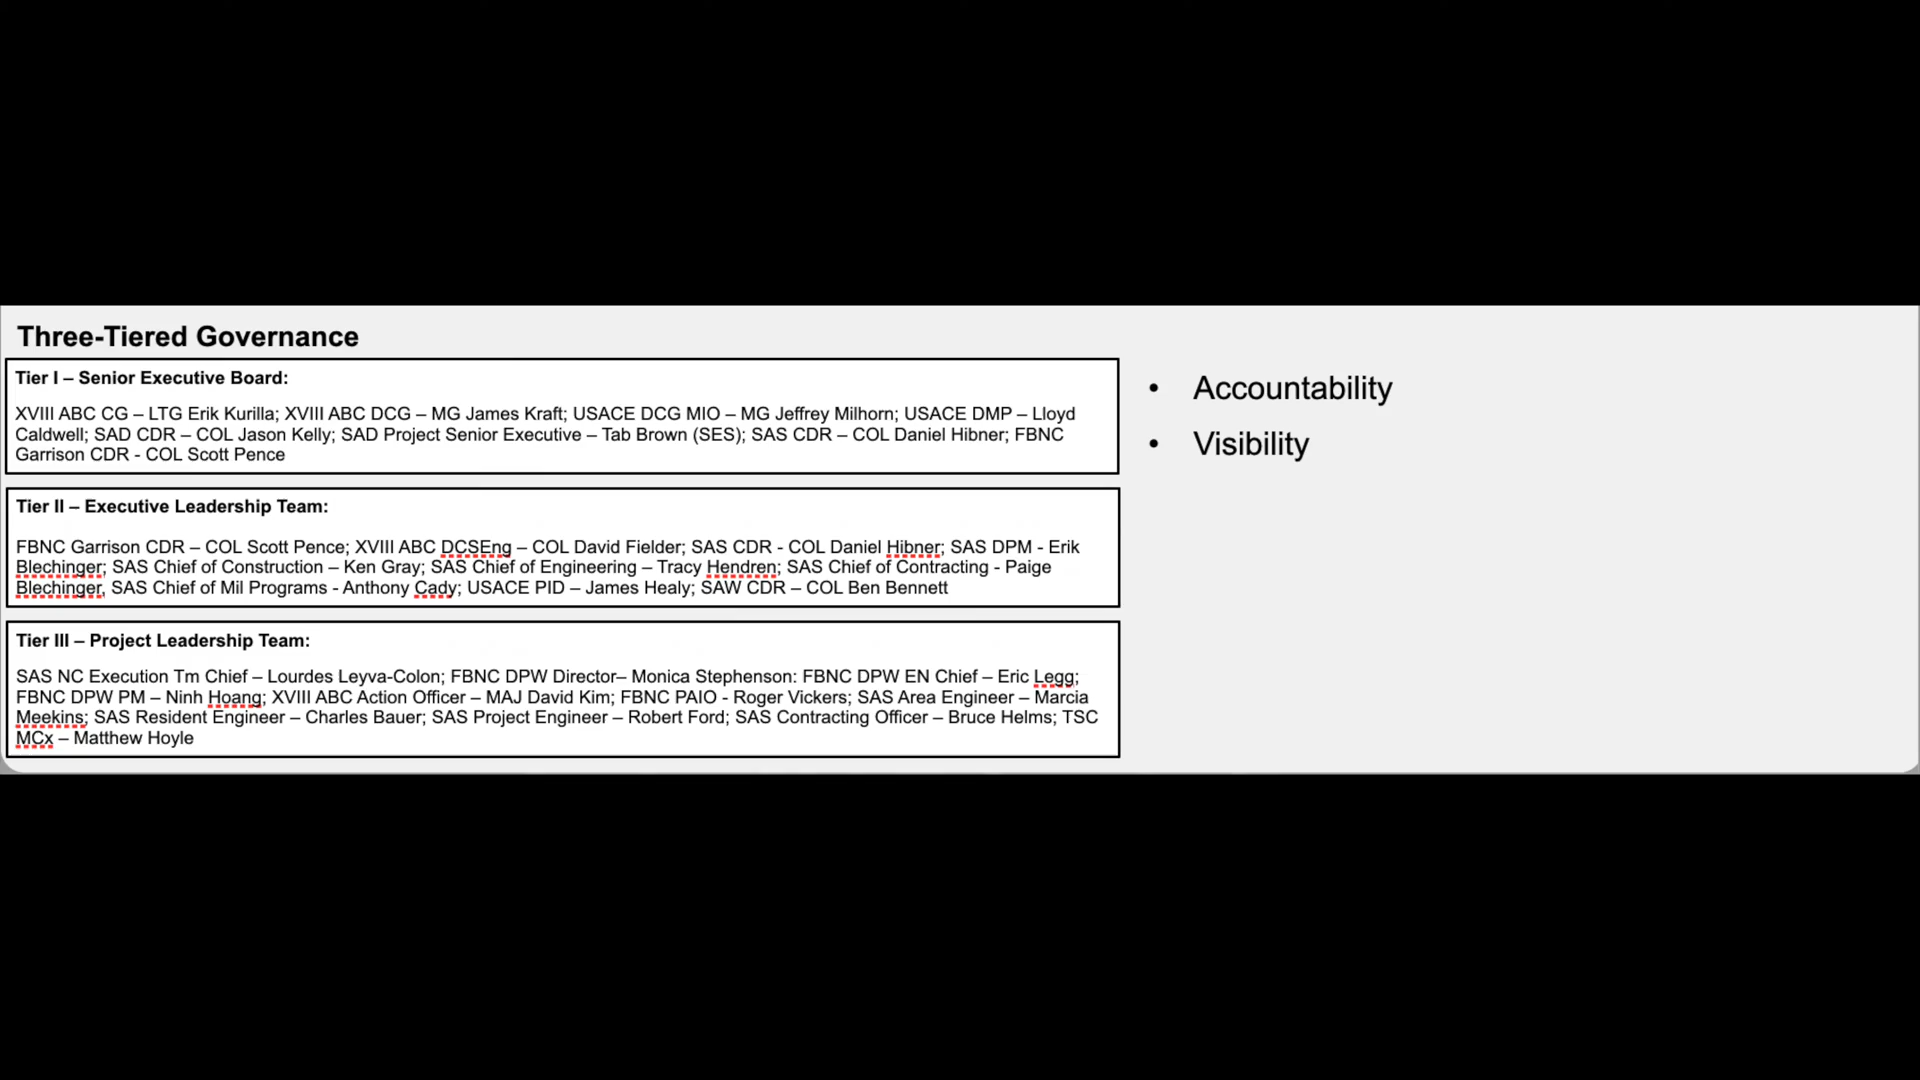 Three-Tiered Governance
Tier I – Senior Executive Board:
XVIII ABC CG – LTG Erik Kurilla; XVIII ABC DCG – MG James Kraft; USACE DCG MIO – MG Jeffrey Milhorn; USACE DMP – Lloyd
Caldwell; SAD CDR – COL Jason Kelly; SAD Project Senior Executive – Tab Brown (SES); SAS CDR – COL Daniel Hibner; FBNC
Garrison CDR - COL Scott Pence
Tier II – Executive Leadership Team:
FBNC Garrison CDR – COL Scott Pence; XVIII ABC DCSEng – COL David Fielder; SAS CDR - COL Daniel Hibner; SAS DPM - Erik
Blechinger; SAS Chief of Construction – Ken Gray; SAS Chief of Engineering – Tracy Hendren; SAS Chief of Contracting - Paige
Blechinger, SAS Chief of Mil Programs - Anthony Cady; USACE PID – James Healy; SAW CDR – COL Ben Bennett
Tier III – Project Leadership Team:
SAS NC Execution Tm Chief – Lourdes Leyva-Colon; FBNC DPW Director– Monica Stephenson: FBNC DPW EN Chief – Eric Legg;
FBNC DPW PM – Ninh Hoang; XVIII ABC Action Officer – MAJ David Kim; FBNC PAIO - Roger Vickers; SAS Area Engineer – Marcia
Meekins; SAS Resident Engineer – Charles Bauer; SAS Project Engineer – Robert Ford; SAS Contracting Officer – Bruce Helms; TSC
MCx – Matthew Hoyle
• Accountability
• Visibility